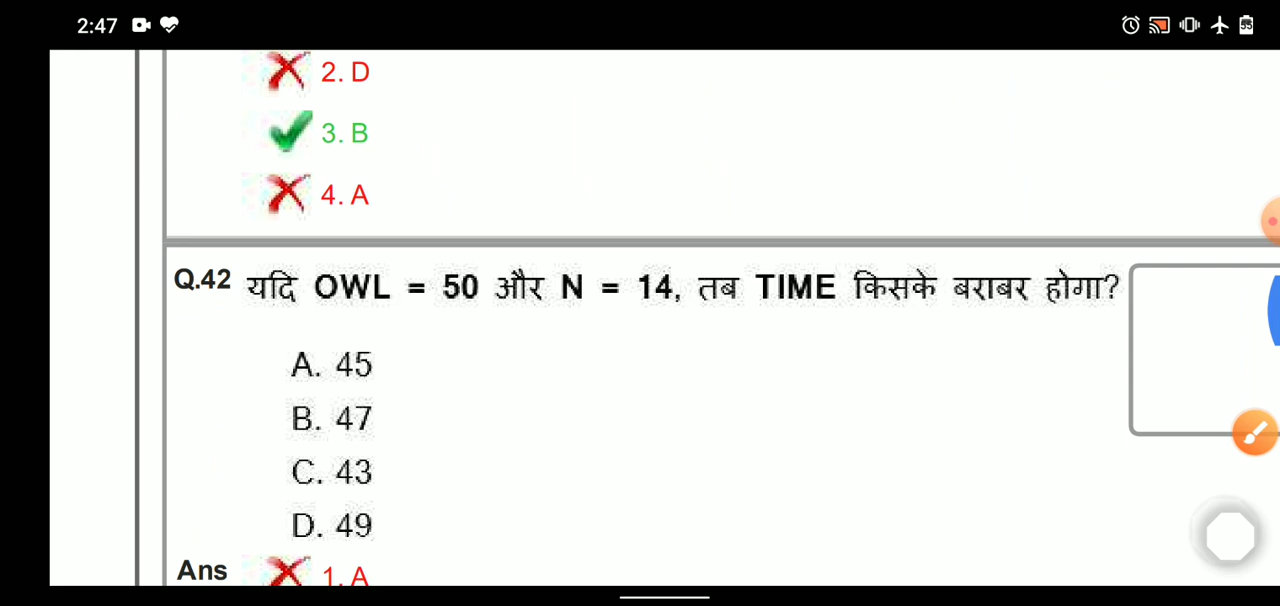 2:47
55
2. D
3. B
4. A
Q.42 यदि OWL = 50 और N = 14, तब TIME किसके बराबर होगा?
A. 45
B. 47
C. 43
D. 49
Ans 1. A